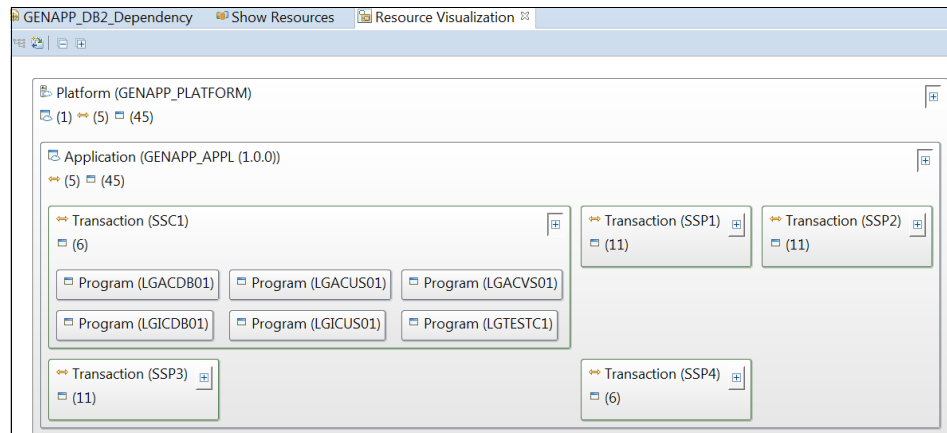 GENAPP_DB2_Dependency Show Resources Resource Visualization
Platform (GENAPP_PLATFORM)
(1) (5) (45)
Application (GENAPP_APPL (1.0.0))
(5) (45)
Transaction (SSC1) Transaction (SSP1) Transaction (SSP2)
(6) (11) (11)
Program (LGACDB01) Program (LGACUS01) Program (LGACVS01)
Program (LGICDB01) Program (LGICUS01) Program (LGTESTC1)
Transaction (SSP3) Transaction (SSP4)
(11) (6)